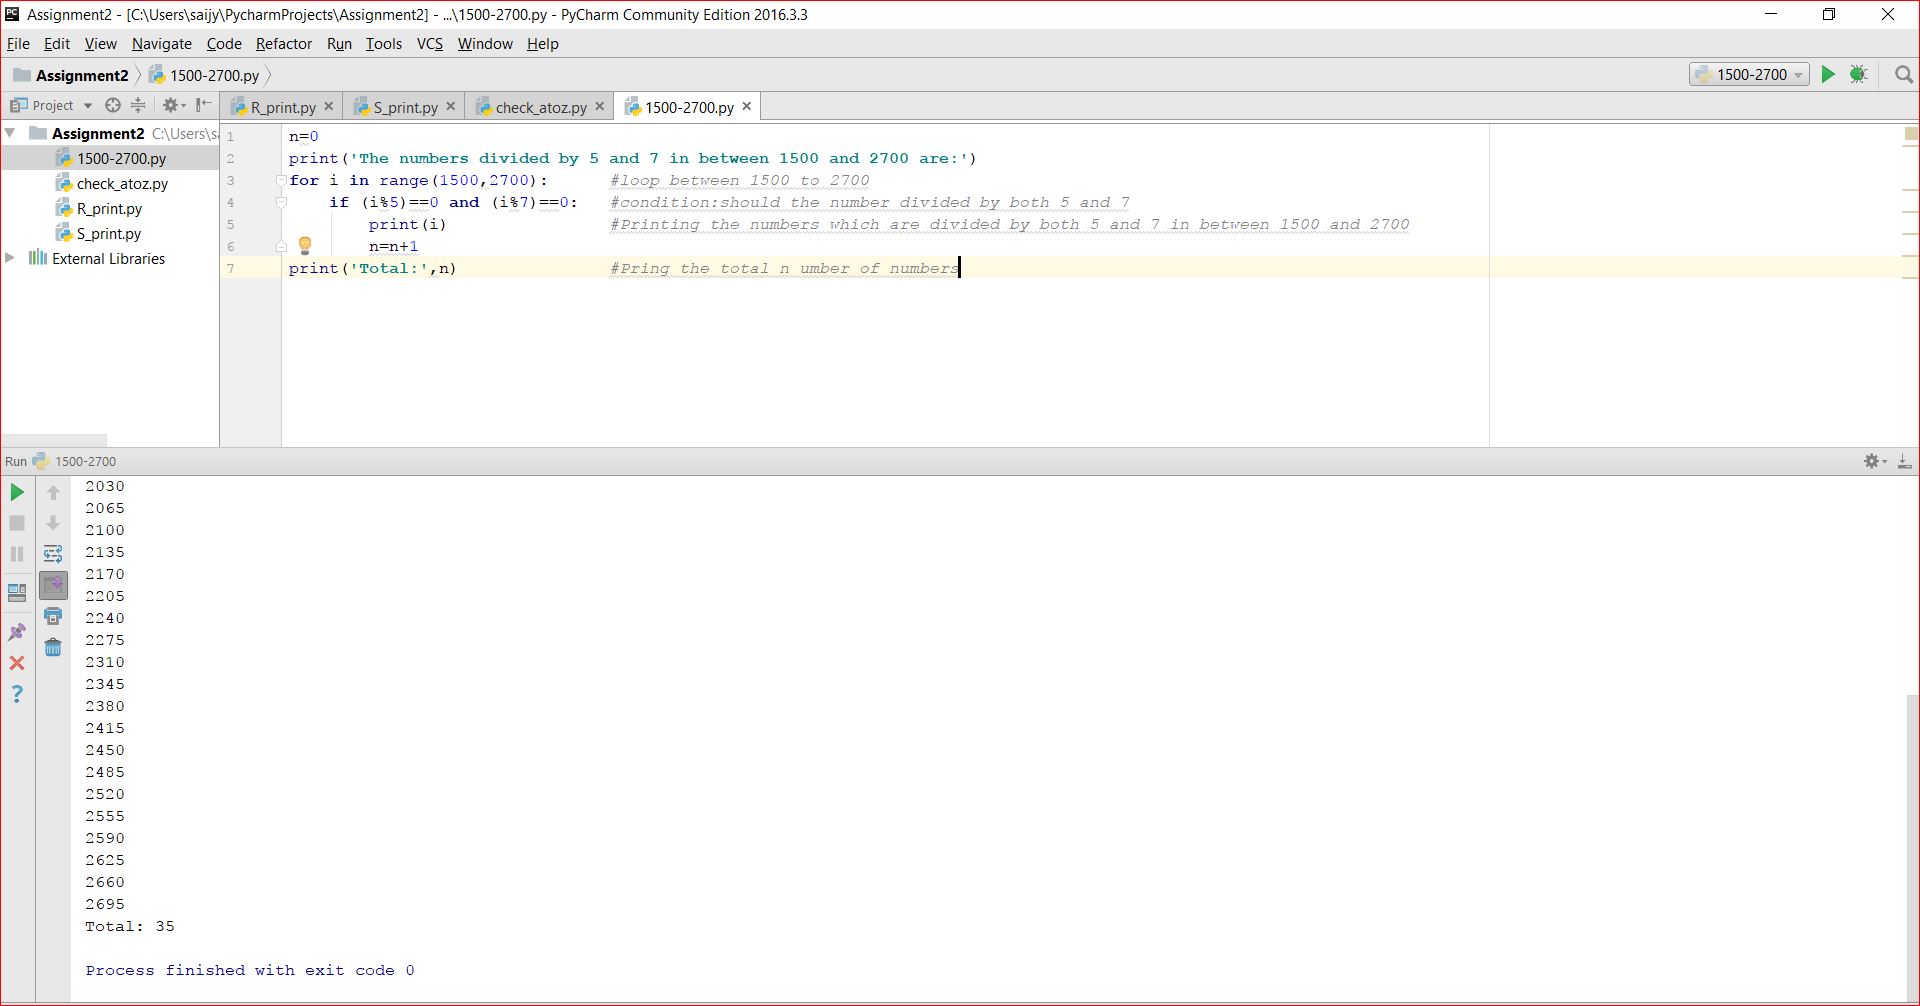 Assignment2 - [C:\Users\saijy\PycharmProjects\Assignment2] - ...\1500-2700.py - PyCharm Community Edition 2016.3.3
File Edit View Navigate Code Refactor Run Tools VCS Window Help
Assignment2 1500-2700.py 1500-2700
Project R_print.py S_print.py check_atoz.py 1500-2700.py
Assignment2 C:\Users\sa
1500-2700.py
check_atoz.py
R_print.py
S_print.py
External Libraries
1 n=0
2 print('The numbers divided by 5 and 7 in between 1500 and 2700 are:')
3 for i in range(1500,2700): #loop between 1500 to 2700
4 if (i%5)==0 and (i%7)==0: #condition:should the number divided by both 5 and 7
5 print(i) #Printing the numbers which are divided by both 5 and 7 in between 1500 and 2700
6 n=n+1
7 print('Total:',n) #Pring the total n umber of numbers
Run 1500-2700
2030
2065
2100
2135
2170
2205
2240
2275
2310
2345
2380
2415
2450
2485
2520
2555
2590
2625
2660
2695
Total: 35
Process finished with exit code 0